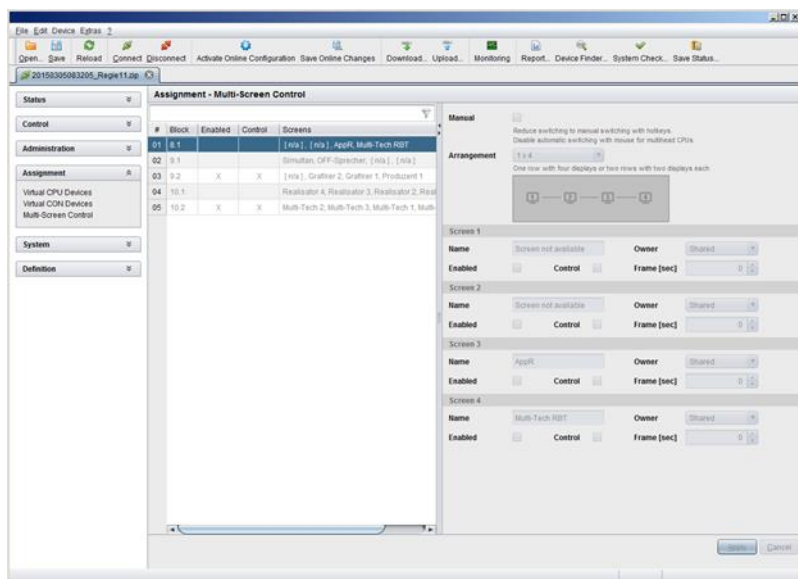 File Edit Device Extras ?
Open... Save Reload Connect Disconnect Activate Online Configuration Save Online Changes Download... Upload... Monitoring Report... Device Finder... System Check... Save Status...
20150305083205_Regie11.zip
Status
Control
Administration
Assignment
Virtual CPU Devices
Virtual CON Devices
Multi-Screen Control
System
Definition
Assignment - Multi-Screen Control
# Block Enabled Control Screens
01 8.1 [n/a], [n/a], AppR, Multi-Tech RBT
02 9.1 Simultan, OFF-Sprecher, [n/a], [n/a]
03 9.2 X X [n/a], Grafiker 2, Grafiker 1, Produzent 1
04 10.1 Realisator 4, Realisator 3, Realisator 2, Real
05 10.2 X X Multi-Tech 2, Multi-Tech 3, Multi-Tech 1, Multi-
Manual
Reduce switching to manual switching with hotkeys.
Disable automatic switching with mouse for multihead CPUs.
Arrangement 1 x 4
One row with four displays or two rows with two displays each
1 2 3 4
Screen 1
Name Screen not available Owner Shared
Enabled Control Frame [sec] 0
Screen 2
Name Screen not available Owner Shared
Enabled Control Frame [sec] 0
Screen 3
Name AppR Owner Shared
Enabled Control Frame [sec] 0
Screen 4
Name Multi-Tech RBT Owner Shared
Enabled Control Frame [sec] 0
Apply Cancel